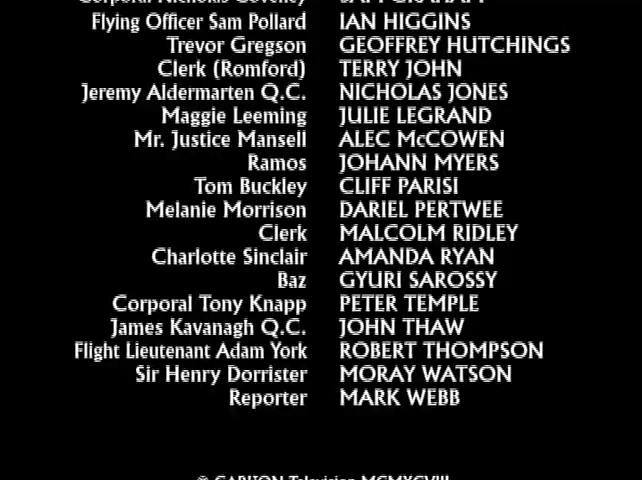 Flying Officer Sam Pollard IAN HIGGINS
Trevor Gregson GEOFFREY HUTCHINGS
Clerk (Romford) TERRY JOHN
Jeremy Aldermarten Q.C. NICHOLAS JONES
Maggie Leeming JULIE LEGRAND
Mr. Justice Mansell ALEC McCOWEN
Ramos JOHANN MYERS
Tom Buckley CLIFF PARISI
Melanie Morrison DARIEL PERTWEE
Clerk MALCOLM RIDLEY
Charlotte Sinclair AMANDA RYAN
Baz GYURI SAROSSY
Corporal Tony Knapp PETER TEMPLE
James Kavanagh Q.C. JOHN THAW
Flight Lieutenant Adam York ROBERT THOMPSON
Sir Henry Dorrister MORAY WATSON
Reporter MARK WEBB
© CARLTON Television MCMXCVIII